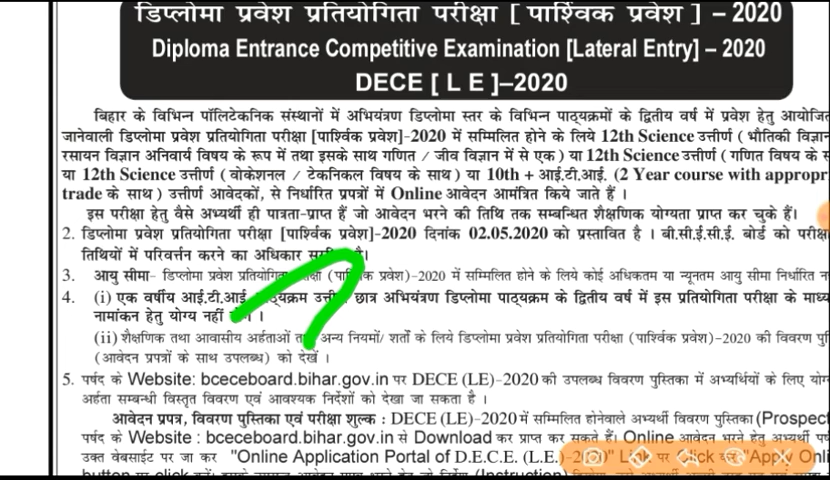 डिप्लोमा प्रवेश प्रतियोगिता परीक्षा [ पार्श्विक प्रवेश ] – 2020
Diploma Entrance Competitive Examination [Lateral Entry] – 2020
DECE [ L E ]–2020
बिहार के विभिन्न पॉलिटेकनिक संस्थानों में अभियंत्रण डिप्लोमा स्तर के विभिन्न पाठ्यक्रमों के द्वितीय वर्ष में प्रवेश हेतु आयोजित
जानेवाली डिप्लोमा प्रवेश प्रतियोगिता परीक्षा [पार्श्विक प्रवेश]-2020 में सम्मिलित होने के लिये 12th Science उत्तीर्ण ( भौतिकी विज्ञान
रसायन विज्ञान अनिवार्य विषय के रूप में तथा इसके साथ गणित / जीव विज्ञान में से एक) या 12th Science उत्तीर्ण ( गणित विषय के स
या 12th Science उत्तीर्ण ( वोकेशनल / टेकनिकल विषय के साथ ) या 10th + आई.टी.आई. (2 Year course with appropr
trade के साथ ) उत्तीर्ण आवेदकों, से निर्धारित प्रपत्रों में Online आवेदन आमंत्रित किये जाते हैं ।
इस परीक्षा हेतु वैसे अभ्यर्थी ही पात्रता-प्राप्त हैं जो आवेदन भरने की तिथि तक सम्बन्धित शैक्षणिक योग्यता प्राप्त कर चुके हैं।
2. डिप्लोमा प्रवेश प्रतियोगिता परीक्षा [पार्श्विक प्रवेश]-2020 दिनांक 02.05.2020 को प्रस्तावित है । बी.सी.ई.सी.ई. बोर्ड को परीक्ष
तिथियों में परिवर्त्तन करने का अधिकार है।
3. आयु सीमा- डिप्लोमा प्रवेश प्रतियोगिता (पार्श्विक प्रवेश)-2020 में सम्मिलित होने के लिये कोई अधिकतम या न्यूनतम आयु सीमा निर्धारित न
4. (i) एक वर्षीय आई.टी.आई. छात्र अभियंत्रण डिप्लोमा पाठ्यक्रम के द्वितीय वर्ष में इस प्रतियोगिता परीक्षा के माध्य
नामांकन हेतु योग्य नहीं ।
(ii) शैक्षणिक तथा आवासीय अर्हताओं अन्य नियमों/ शर्तों के लिये डिप्लोमा प्रवेश प्रतियोगिता परीक्षा (पार्श्विक प्रवेश)-2020 की विवरण पु
(आवेदन प्रपत्रों के साथ उपलब्ध) को देखें ।
5. पर्षद के Website: bceceboard.bihar.gov.in पर DECE (LE)-2020 की उपलब्ध विवरण पुस्तिका में अभ्यर्थियों के लिए योग
अर्हता सम्बन्धी विस्तृत विवरण एवं आवश्यक निर्देशों को देखा जा सकता है ।
आवेदन प्रपत्र, विवरण पुस्तिका एवं परीक्षा शुल्क : DECE (LE)-2020 में सम्मिलित होनेवाले अभ्यर्थी विवरण पुस्तिका (Prospect
पर्षद के Website : bceceboard.bihar.gov.in से Download कर प्राप्त कर सकते हैं। Online आवेदन भरने हेतु अभ्यर्थी पर्ष
उक्त वेबसाईट पर जा कर "Online Application Portal of D.E.C.E. (L.E.)-2020" Link पर Click कर "Apply Onli